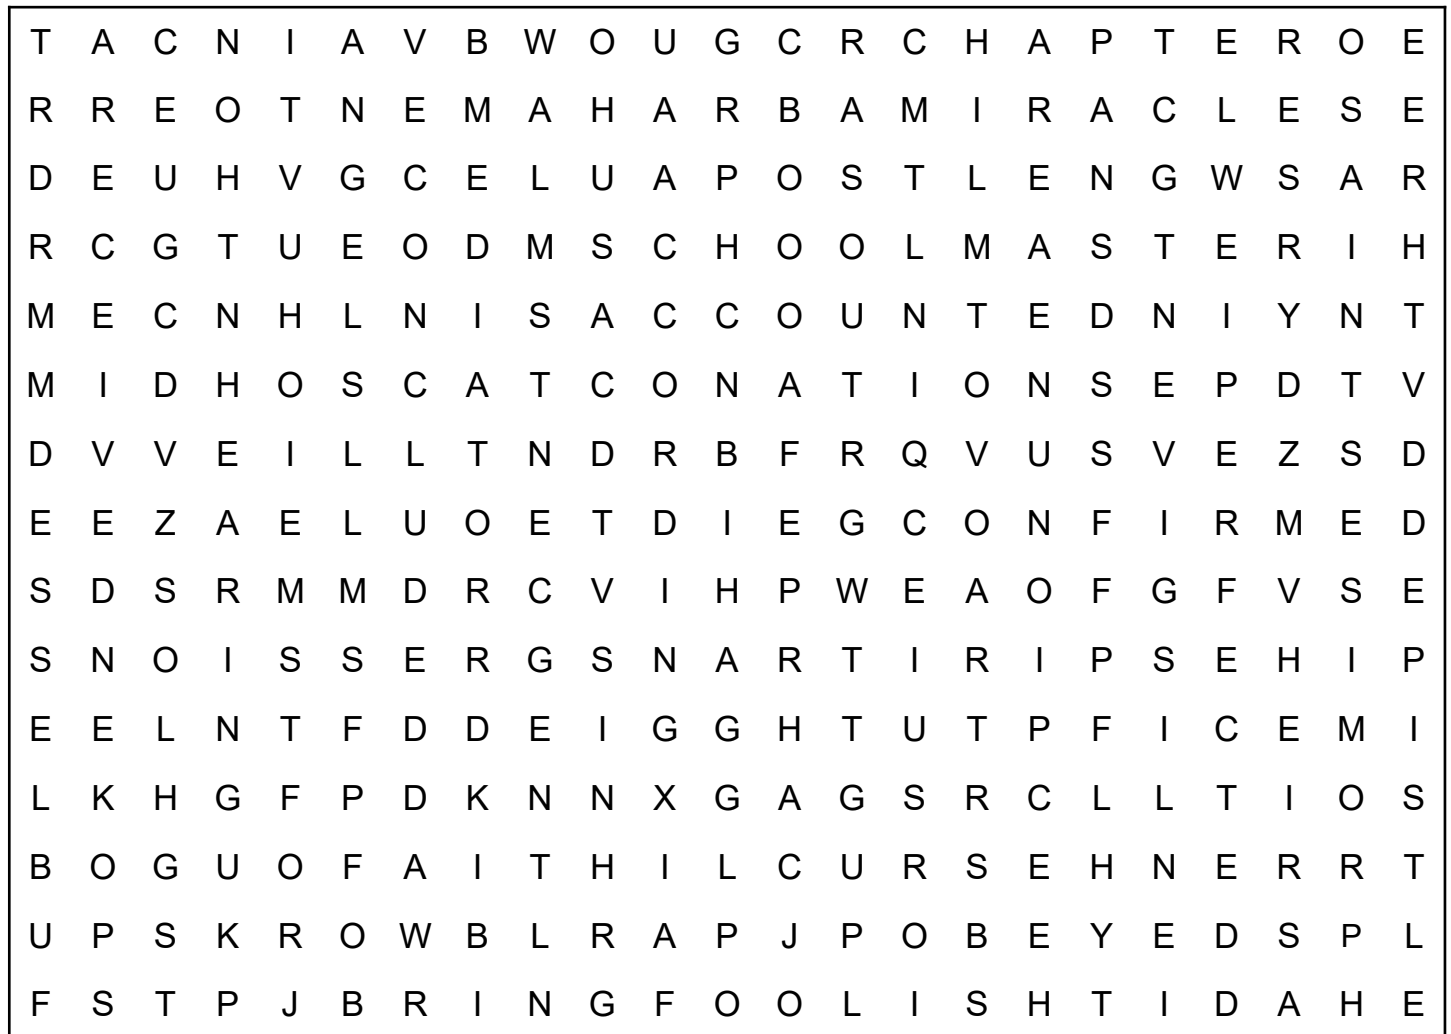 T A C N I A V B W O U G C R C H A P T E R O E
R R E O T N E M A H A R B A M I R A C L E S E
D E U H V G C E L U A P O S T L E N G W S A R
R C G T U E O D M S C H O O L M A S T E R I H
M E C N H L N I S A C C O U N T E D N I Y N T
M I D H O S C A T C O N A T I O N S E P D T V
D V V E I L L T N D R B F R Q V U S V E Z S D
E E Z A E L U O E T D I E G C O N F I R M E D
S D S R M M D R C V I H P W E A O F G F V S E
S N O I S S E R G S N A R T I R I P S E H I P
E E L N T F D D E I G G H T U T P F I C E M I
L K H G F P D K N N X G A G S R C L L T I O S
B O G U O F A I T H I L C U R S E H N E R R T
U P S K R O W B L R A P J P O B E Y E D S P L
F S T P J B R I N G F O O L I S H T I D A H E